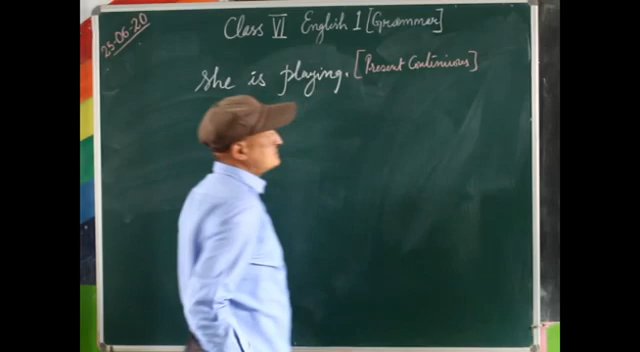 25-06-20
Class VI English 1 [Grammar]
She is playing. [Present Continuous]